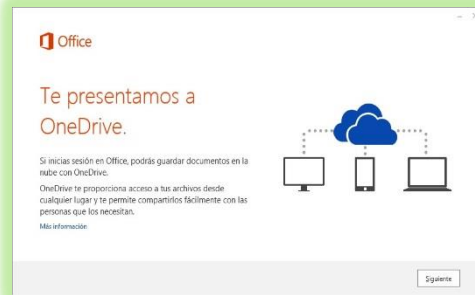 Office
Te presentamos a
OneDrive.
Si inicias sesión en Office, podrás guardar documentos en la
nube con OneDrive.
OneDrive te proporciona acceso a tus archivos desde
cualquier lugar y te permite compartirlos fácilmente con las
personas que los necesitan.
Más información
Siguiente